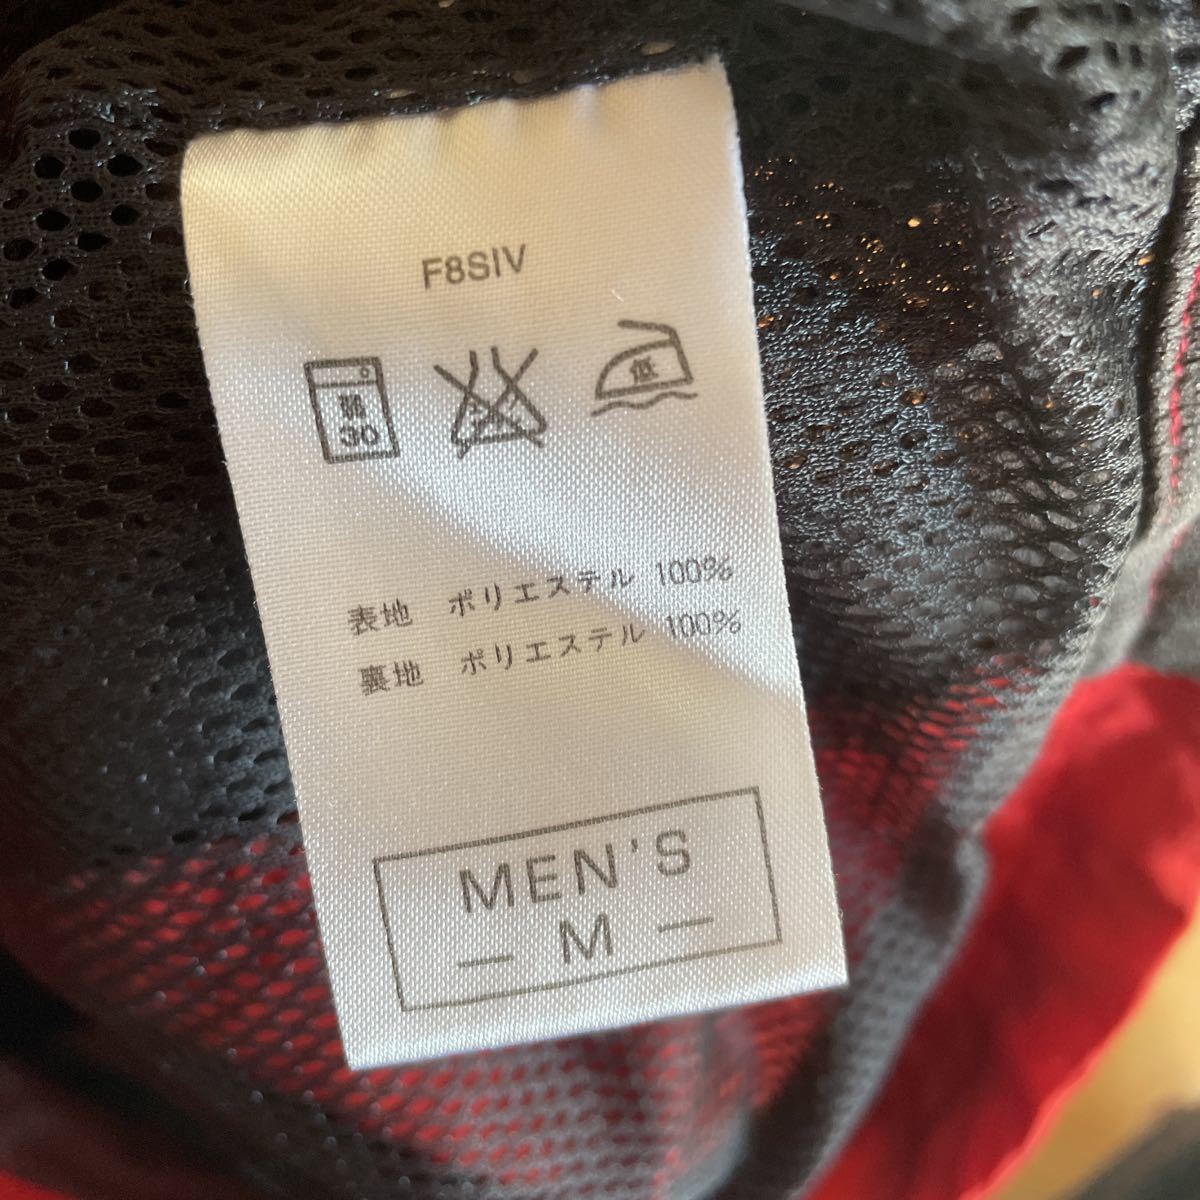 F8SIV
弱 30
低
表地 ポリエステル 100%
裏地 ポリエステル 100%
MEN'S
— M —